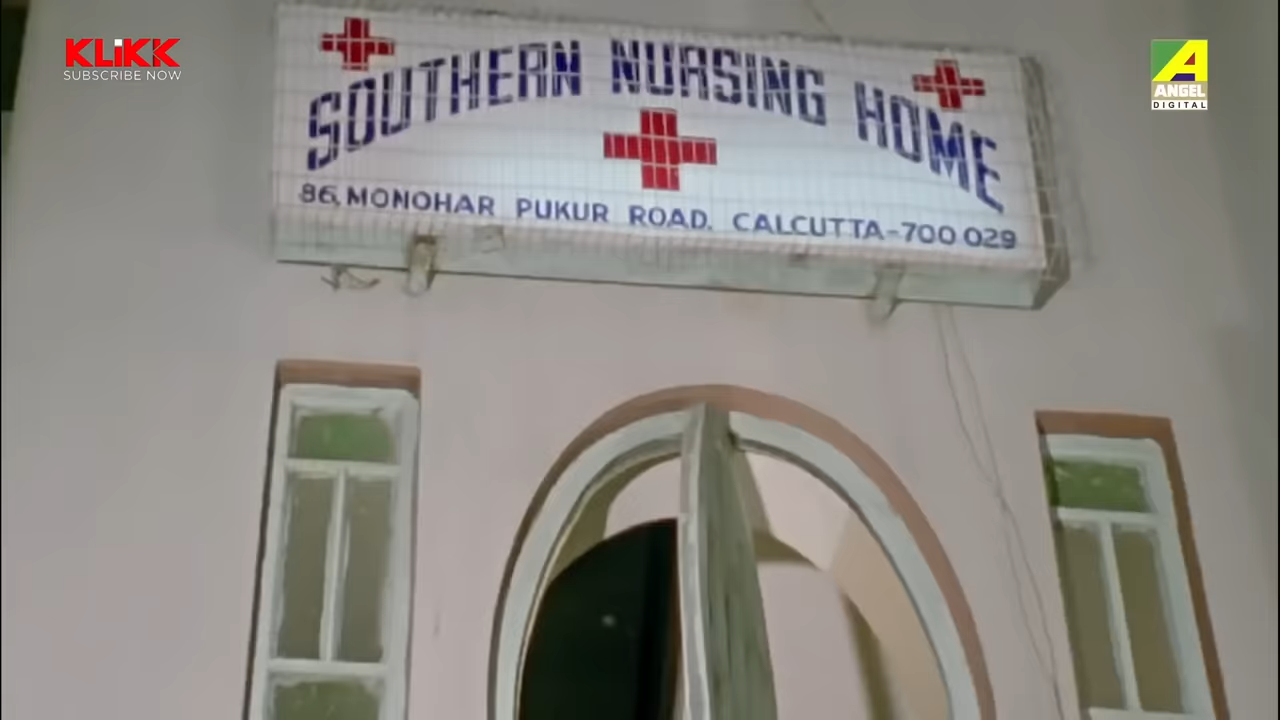 KLiKK
SUBSCRIBE NOW
A
ANGEL
DIGITAL
SOUTHERN NURSING HOME
86, MONOHAR PUKUR ROAD. CALCUTTA-700 029